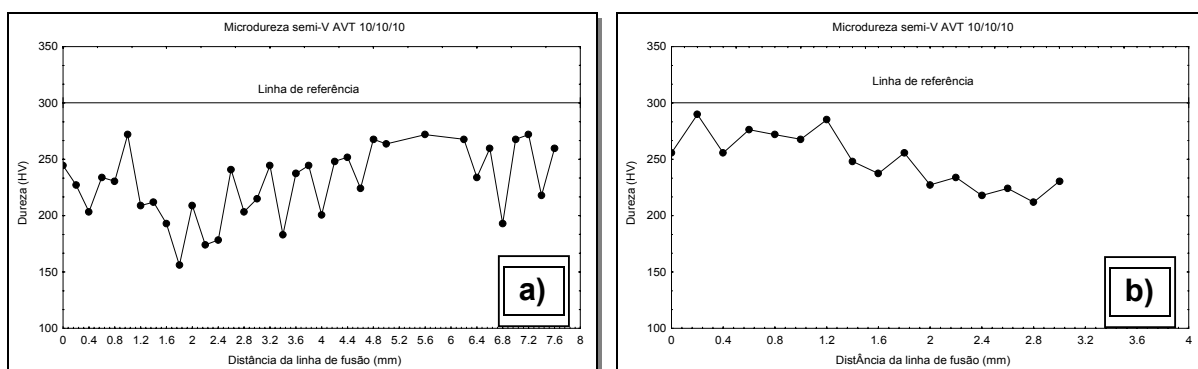 Microdureza semi-V AVT 10/10/10
350
300
250
200
150
100
Dureza (HV)
Linha de referência
a)
0 0.4 0.8 1.2 1.6 2 2.4 2.8 3.2 3.6 4 4.4 4.8 5.2 5.6 6 6.4 6.8 7.2 7.6 8
Distância da linha de fusão (mm)
Microdureza semi-V AVT 10/10/10
350
300
250
200
150
100
Dureza (HV)
Linha de referência
b)
0 0.4 0.8 1.2 1.6 2 2.4 2.8 3.2 3.6 4
DistÂncia da linha de fusão (mm)